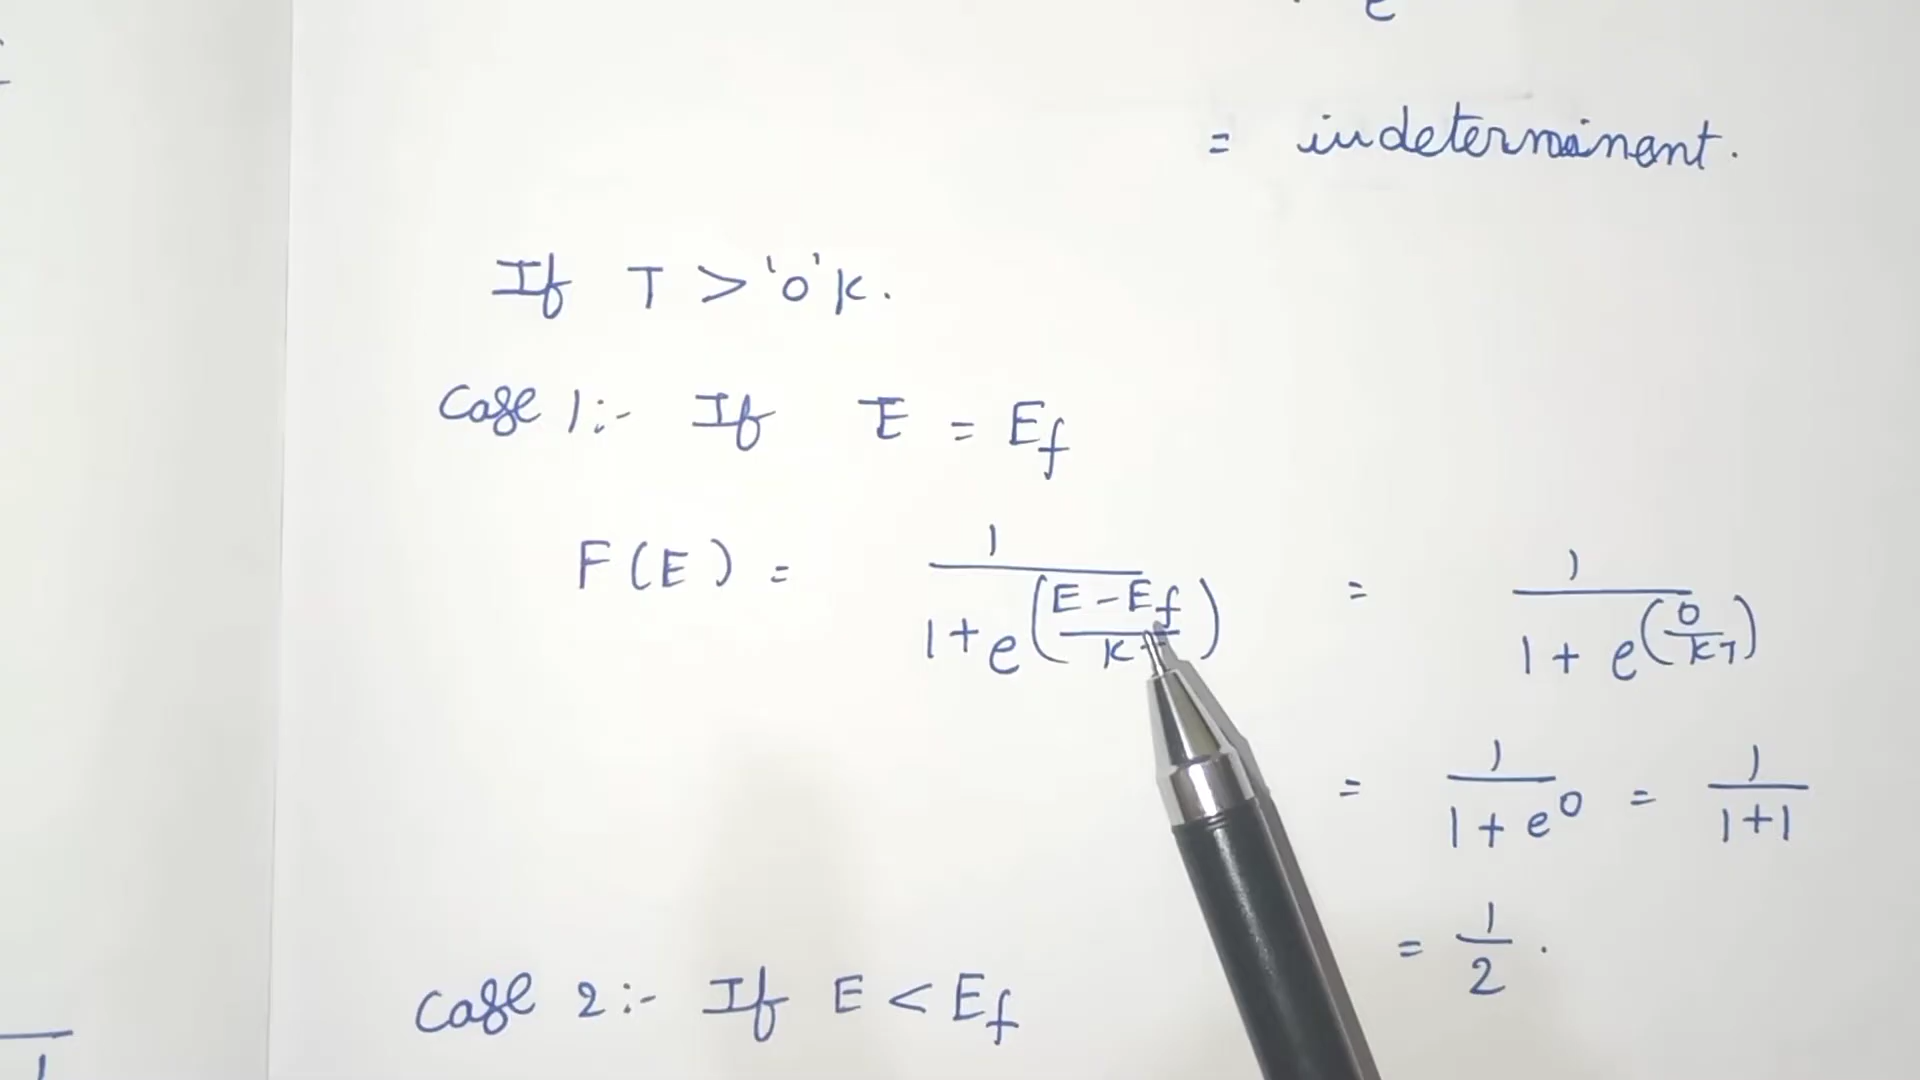 e
= indeterminent.
If T > '0' K.
Case 1:- If E = Ef
F(E) = 1/(1+e^((E-Ef)/KT)) = 1/(1+e^(0/KT))
= 1/(1+e^0) = 1/(1+1)
= 1/2 .
Case 2:- If E < Ef